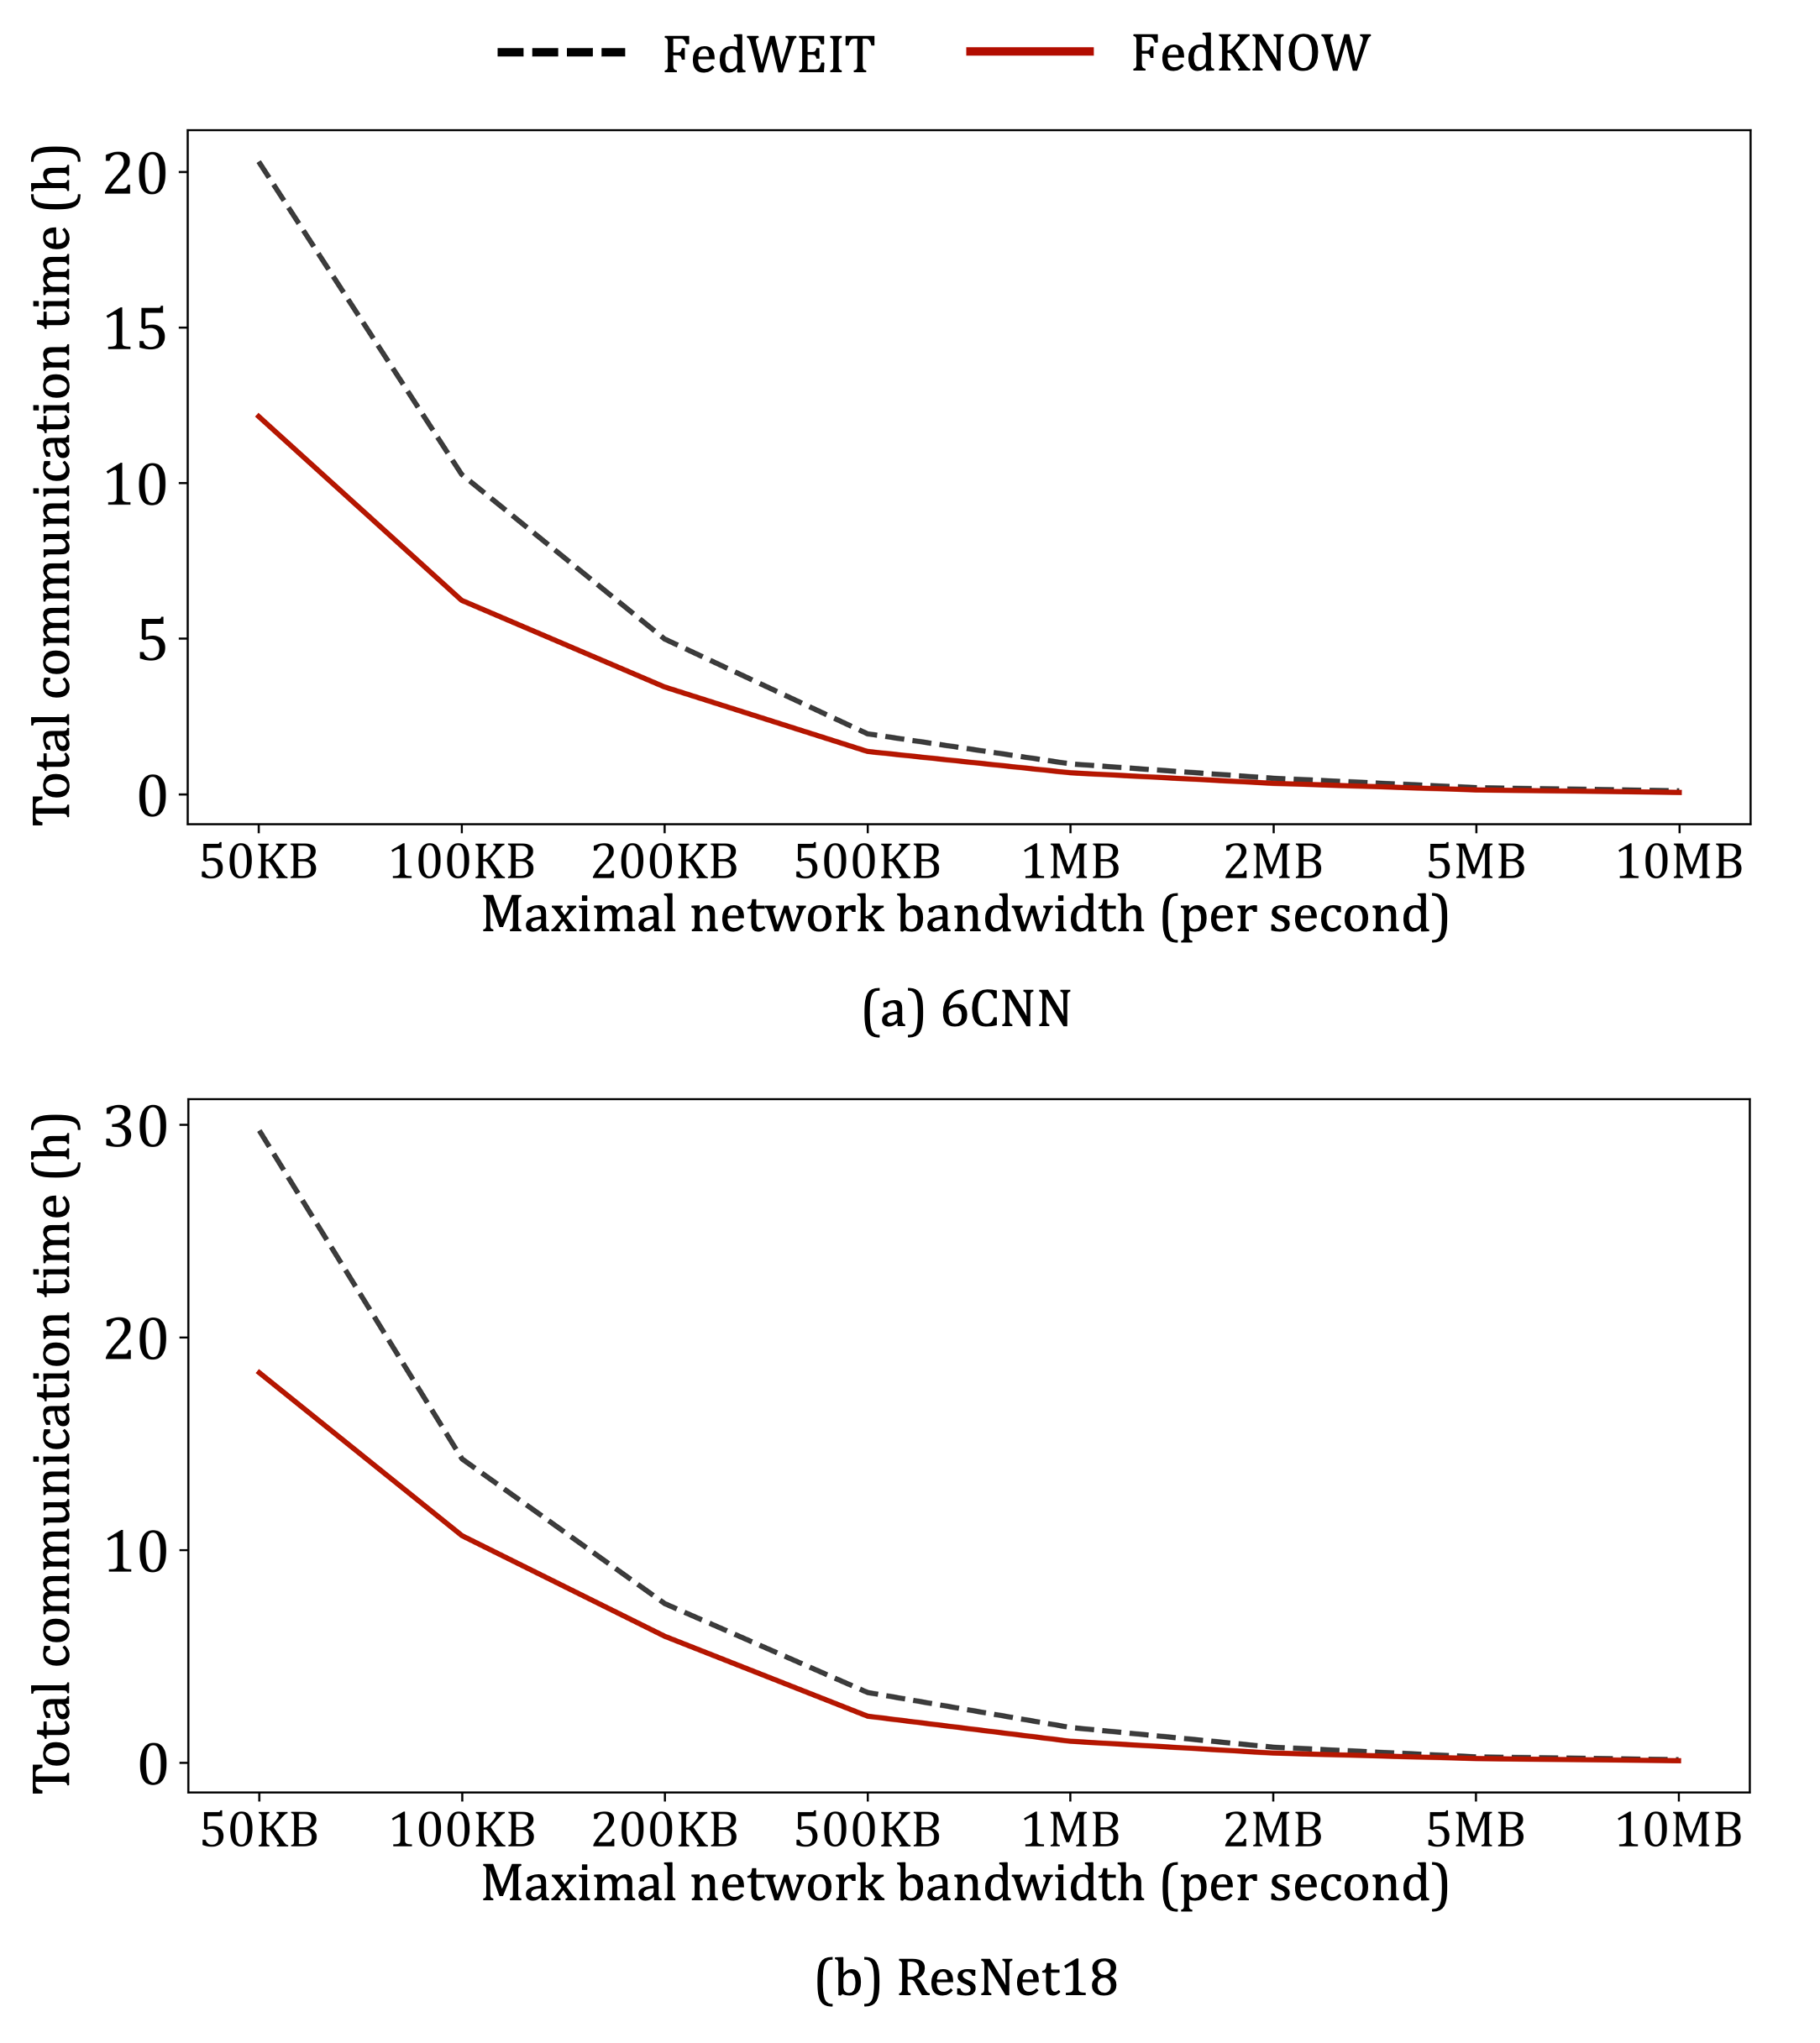 FedWEIT FedKNOW
Total communication time (h)
20
15
10
5
0
50KB 100KB 200KB 500KB 1MB 2MB 5MB 10MB
Maximal network bandwidth (per second)
(a) 6CNN
Total communication time (h)
30
20
10
0
50KB 100KB 200KB 500KB 1MB 2MB 5MB 10MB
Maximal network bandwidth (per second)
(b) ResNet18